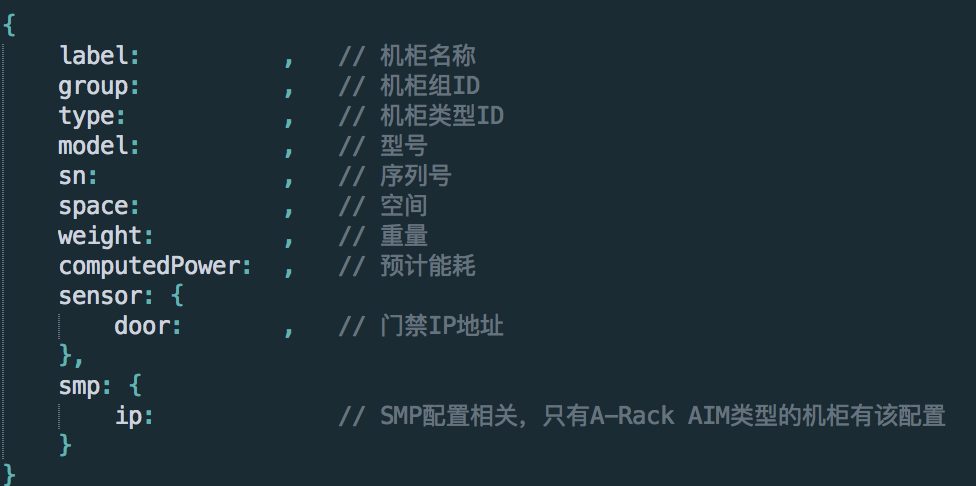 {
    label:          ,   // 机柜名称
    group:          ,   // 机柜组ID
    type:           ,   // 机柜类型ID
    model:          ,   // 型号
    sn:             ,   // 序列号
    space:          ,   // 空间
    weight:         ,   // 重量
    computedPower:  ,   // 预计能耗
    sensor: {
        door:       ,   // 门禁IP地址
    },
    smp: {
        ip:             // SMP配置相关，只有A-Rack AIM类型的机柜有该配置
    }
}